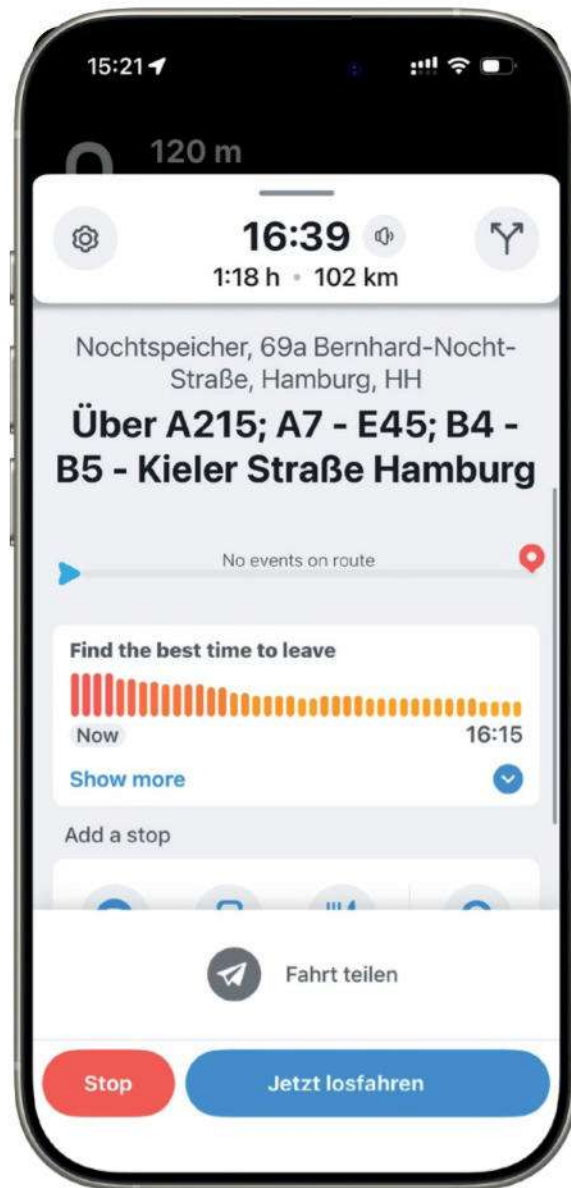 15:21
120 m
16:39
1:18 h • 102 km
Nochtspeicher, 69a Bernhard-Nocht-
Straße, Hamburg, HH
Über A215; A7 - E45; B4 -
B5 - Kieler Straße Hamburg
No events on route
Find the best time to leave
Now
16:15
Show more
Add a stop
Fahrt teilen
Stop
Jetzt losfahren